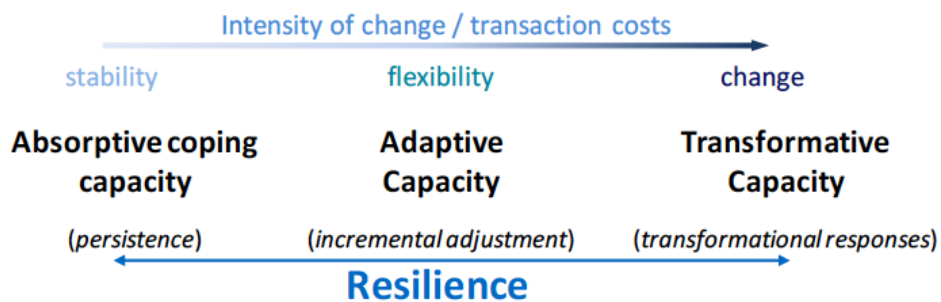 Intensity of change / transaction costs
stability flexibility change
Absorptive coping capacity Adaptive Capacity Transformative Capacity
(persistence) (incremental adjustment) (transformational responses)
Resilience